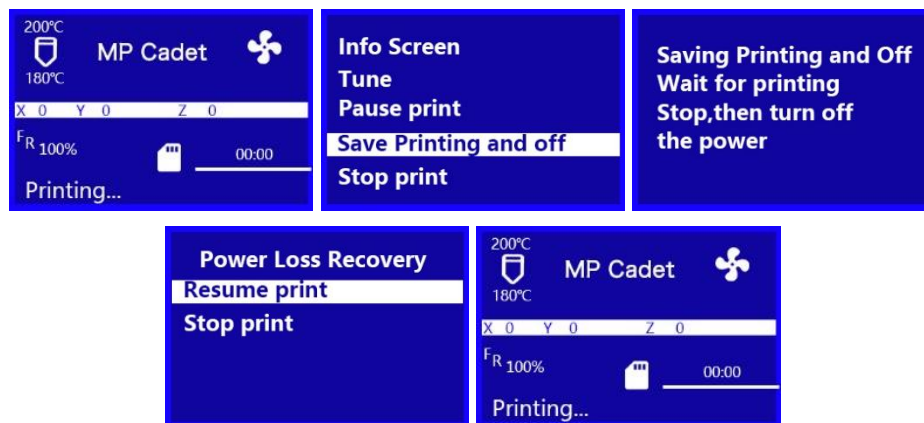 200℃
MP Cadet
180℃
X 0 Y 0 Z 0
FR 100%
00:00
Printing...
Info Screen
Tune
Pause print
Save Printing and off
Stop print
Saving Printing and Off
Wait for printing
Stop,then turn off
the power
Power Loss Recovery
Resume print
Stop print
200℃
MP Cadet
180℃
X 0 Y 0 Z 0
FR 100%
00:00
Printing...